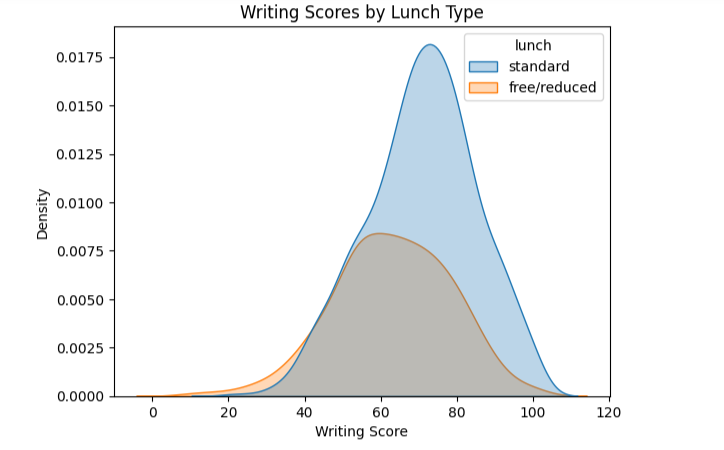 Writing Scores by Lunch Type
lunch
standard
free/reduced
Density
0.0175
0.0150
0.0125
0.0100
0.0075
0.0050
0.0025
0.0000
0 20 40 60 80 100 120
Writing Score